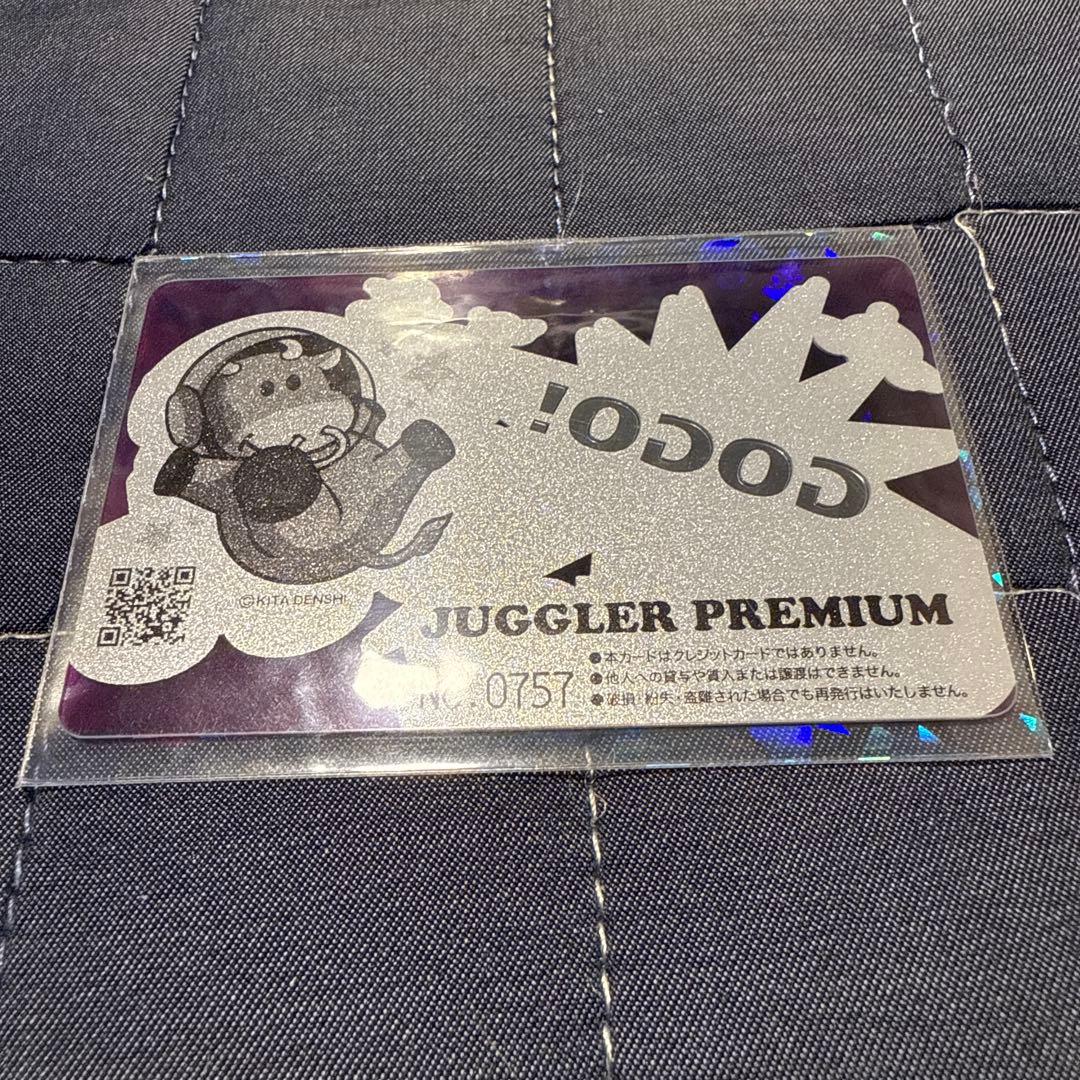 GOGO!
©KITA DENSHI
JUGGLER PREMIUM
No. 0757
●本カードはクレジットカードではありません。
●他人への貸与や質入または譲渡はできません。
●破損・紛失・盗難された場合でも再発行はいたしません。